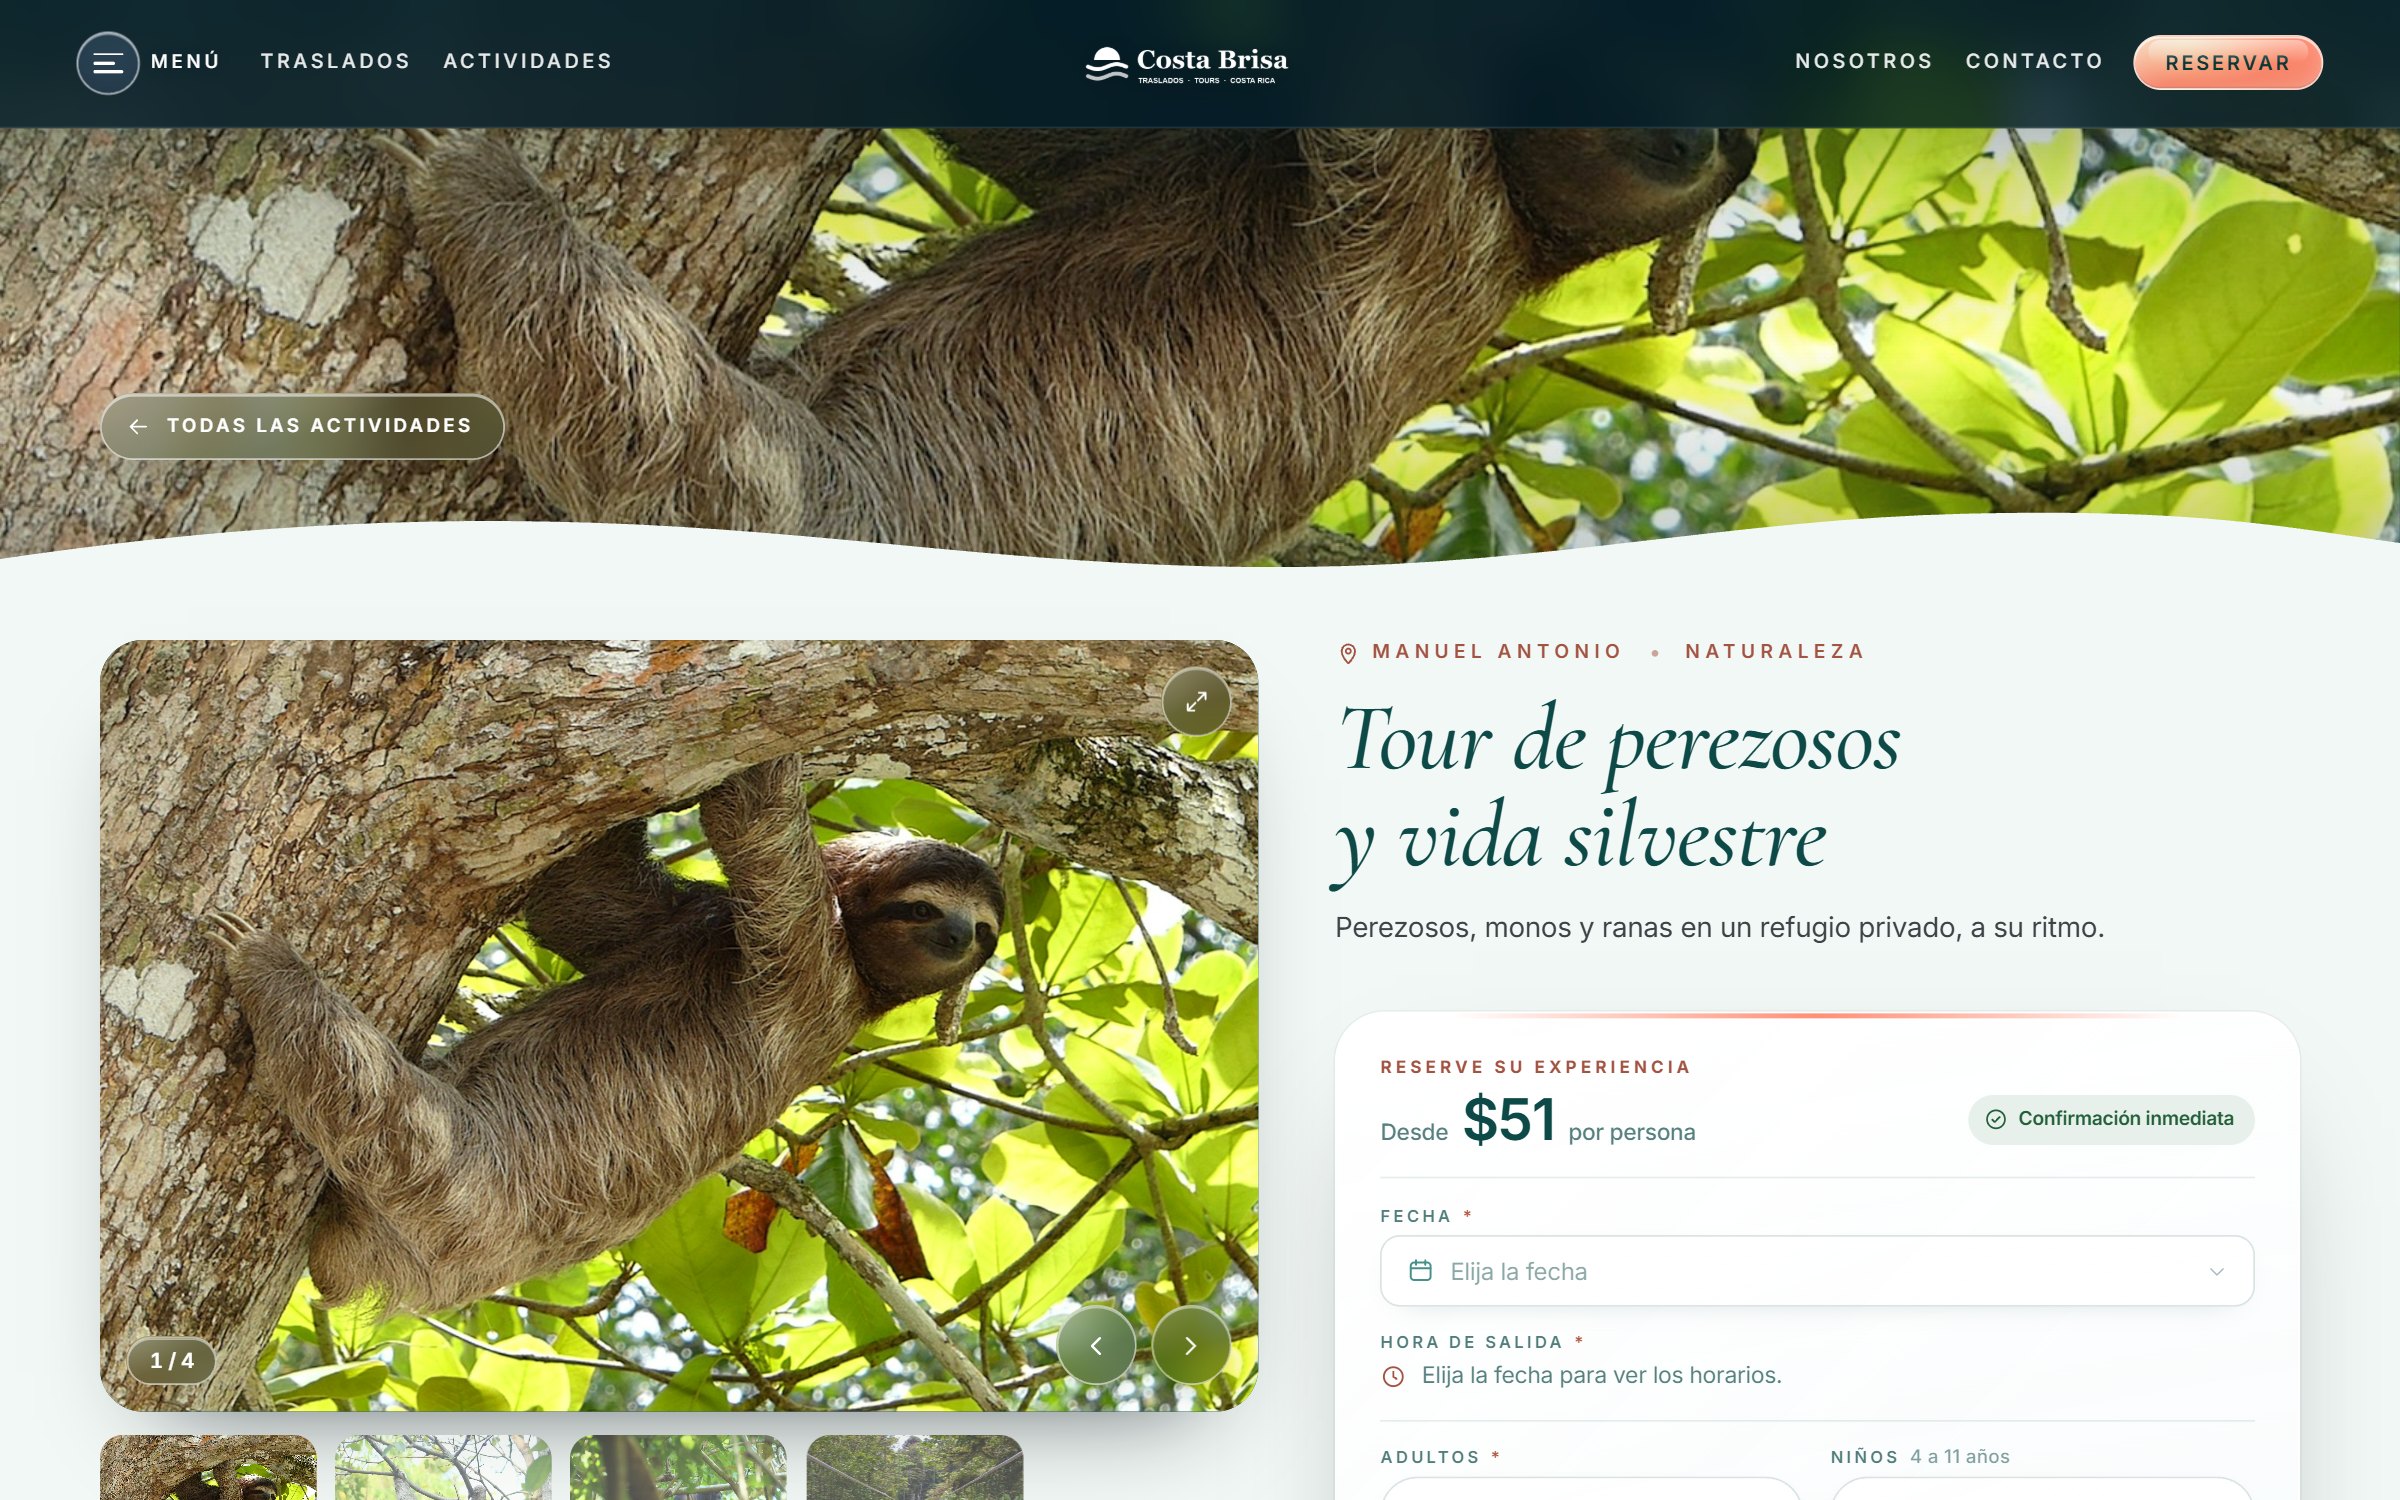 MENÚ TRASLADOS ACTIVIDADES
Costa Brisa
TRASLADOS · TOURS · COSTA RICA
NOSOTROS CONTACTO RESERVAR
TODAS LAS ACTIVIDADES
1 / 4
MANUEL ANTONIO • NATURALEZA
Tour de perezosos
y vida silvestre
Perezosos, monos y ranas en un refugio privado, a su ritmo.
RESERVE SU EXPERIENCIA
Desde $51 por persona
Confirmación inmediata
FECHA *
Elija la fecha
HORA DE SALIDA *
Elija la fecha para ver los horarios.
ADULTOS *
NIÑOS 4 a 11 años